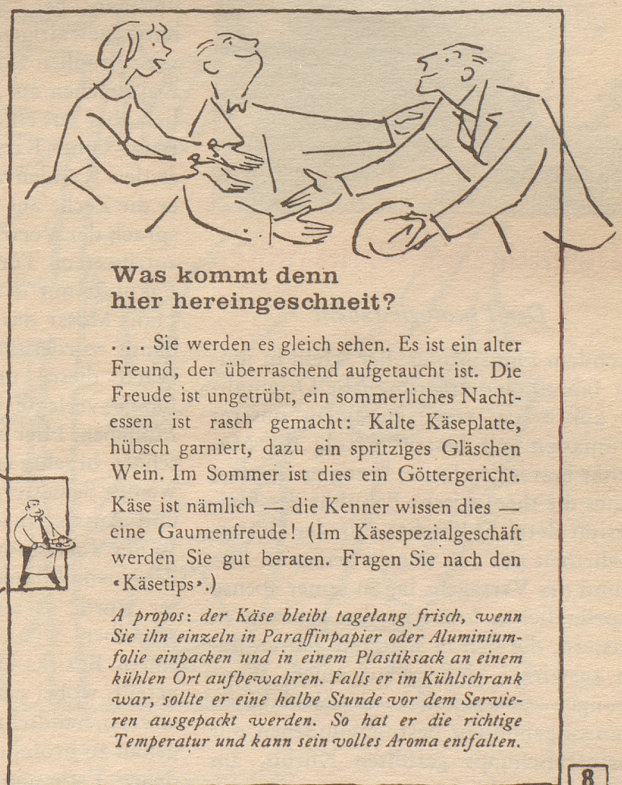 Was kommt denn
hier hereingeschneit?
. . . Sie werden es gleich sehen. Es ist ein alter
Freund, der überraschend aufgetaucht ist. Die
Freude ist ungetrübt, ein sommerliches Nacht-
essen ist rasch gemacht: Kalte Käseplatte,
hübsch garniert, dazu ein spritziges Gläschen
Wein. Im Sommer ist dies ein Göttergericht.
Käse ist nämlich — die Kenner wissen dies —
eine Gaumenfreude! (Im Käsespezialgeschäft
werden Sie gut beraten. Fragen Sie nach den
«Käsetips».)
A propos: der Käse bleibt tagelang frisch, wenn
Sie ihn einzeln in Paraffinpapier oder Aluminium-
folie einpacken und in einem Plastiksack an einem
kühlen Ort aufbewahren. Falls er im Kühlschrank
war, sollte er eine halbe Stunde vor dem Servie-
ren ausgepackt werden. So hat er die richtige
Temperatur und kann sein volles Aroma entfalten.
8